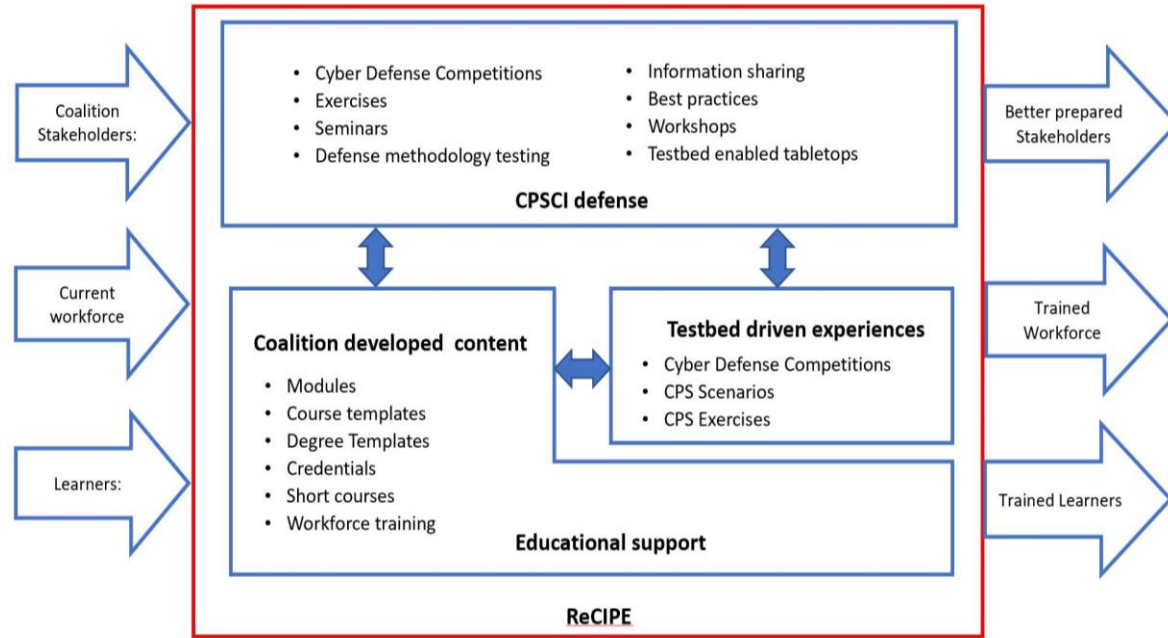 Coalition
Stakeholders:
Current
workforce
Learners:
• Cyber Defense Competitions
• Exercises
• Seminars
• Defense methodology testing
• Information sharing
• Best practices
• Workshops
• Testbed enabled tabletops
CPSCI defense
Coalition developed content
• Modules
• Course templates
• Degree Templates
• Credentials
• Short courses
• Workforce training
Testbed driven experiences
• Cyber Defense Competitions
• CPS Scenarios
• CPS Exercises
Educational support
ReCIPE
Better prepared
Stakeholders
Trained
Workforce
Trained Learners